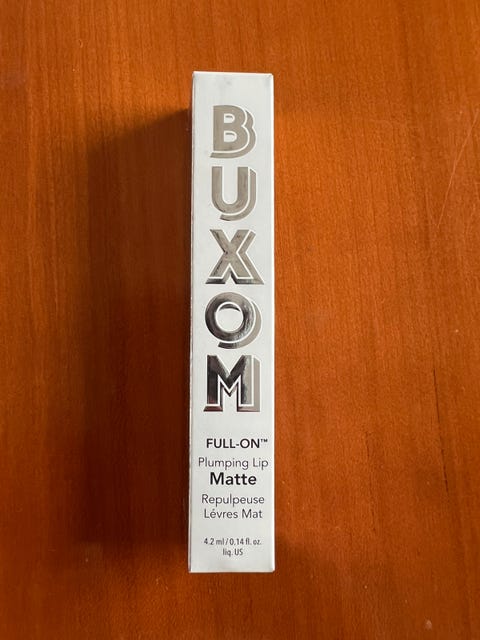 BUXOM
FULL-ON™
Plumping Lip
Matte
Repulpeuse
Lévres Mat
4.2 ml / 0.14 fl. oz.
liq. US